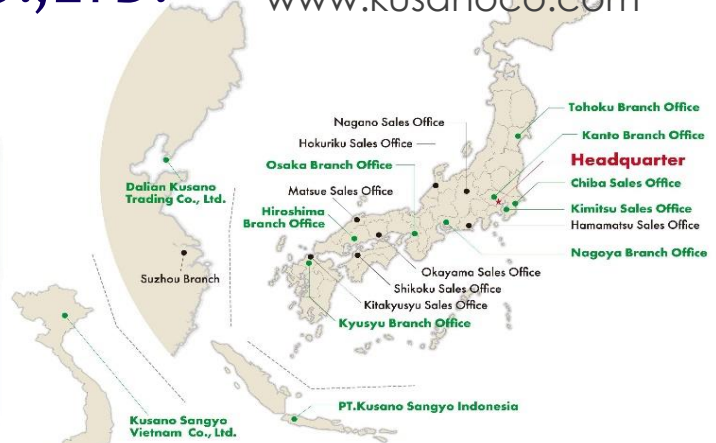 .,LTD.
www.kusanoco.com
Tohoku Branch Office
Nagano Sales Office
Kanto Branch Office
Hokuriku Sales Office
Headquarter
Osaka Branch Office
Chiba Sales Office
Dalian Kusano
Trading Co., Ltd.
Matsue Sales Office
Kimitsu Sales Office
Hiroshima
Branch Office
Hamamatsu Sales Office
Nagoya Branch Office
Suzhou Branch
Okayama Sales Office
Shikoku Sales Office
Kitakyusyu Sales Office
Kyusyu Branch Office
PT.Kusano Sangyo Indonesia
Kusano Sangyo
Vietnam Co., Ltd.